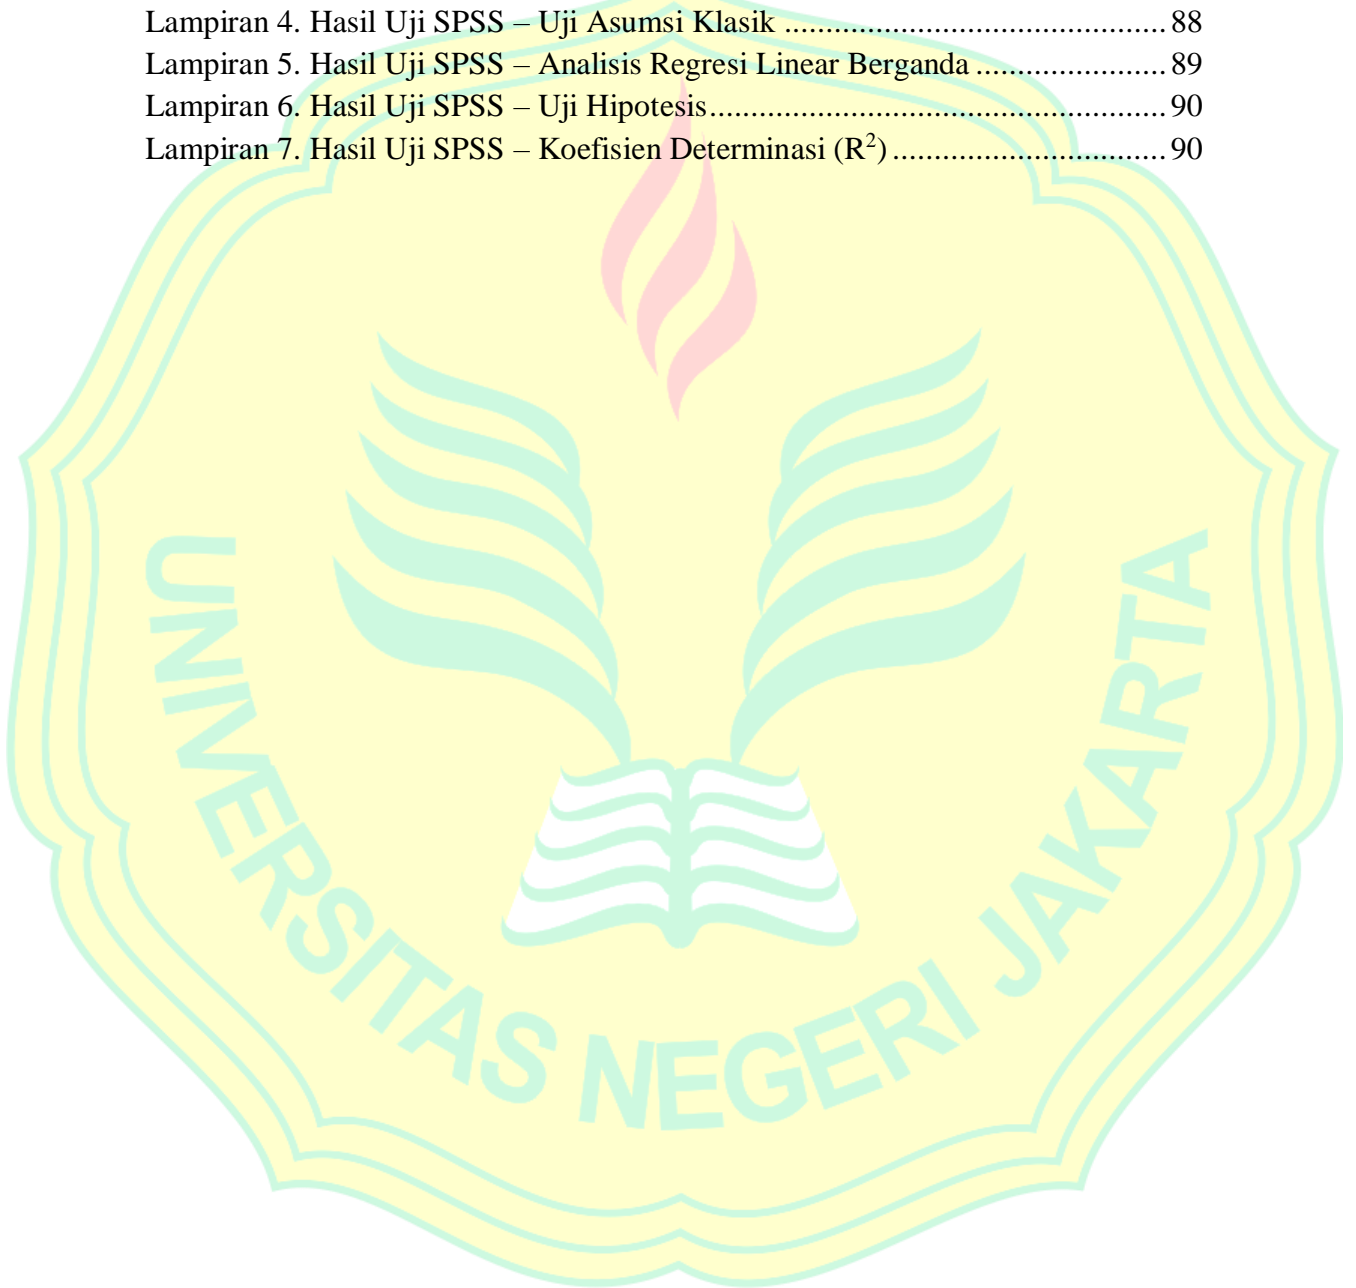 Lampiran 4. Hasil Uji SPSS – Uji Asumsi Klasik .......................................... 88
Lampiran 5. Hasil Uji SPSS – Analisis Regresi Linear Berganda ..................... 89
Lampiran 6. Hasil Uji SPSS – Uji Hipotesis.................................................. 90
Lampiran 7. Hasil Uji SPSS – Koefisien Determinasi (R²) .............................. 90
UNIVERSITAS NEGERI JAKARTA